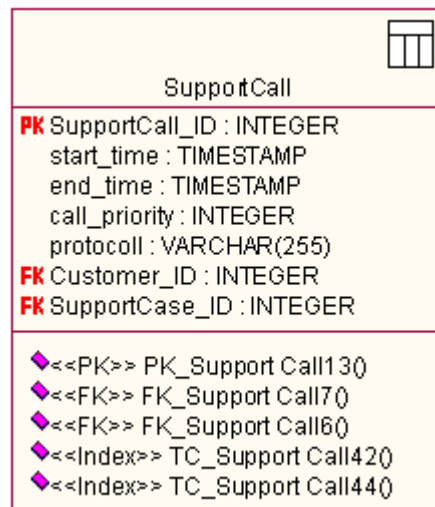 SupportCall
PK SupportCall_ID : INTEGER
start_time : TIMESTAMP
end_time : TIMESTAMP
call_priority : INTEGER
protocoll : VARCHAR(255)
FK Customer_ID : INTEGER
FK SupportCase_ID : INTEGER
<<PK>> PK_Support Call13()
<<FK>> FK_Support Call7()
<<FK>> FK_Support Call6()
<<Index>> TC_Support Call42()
<<Index>> TC_Support Call44()